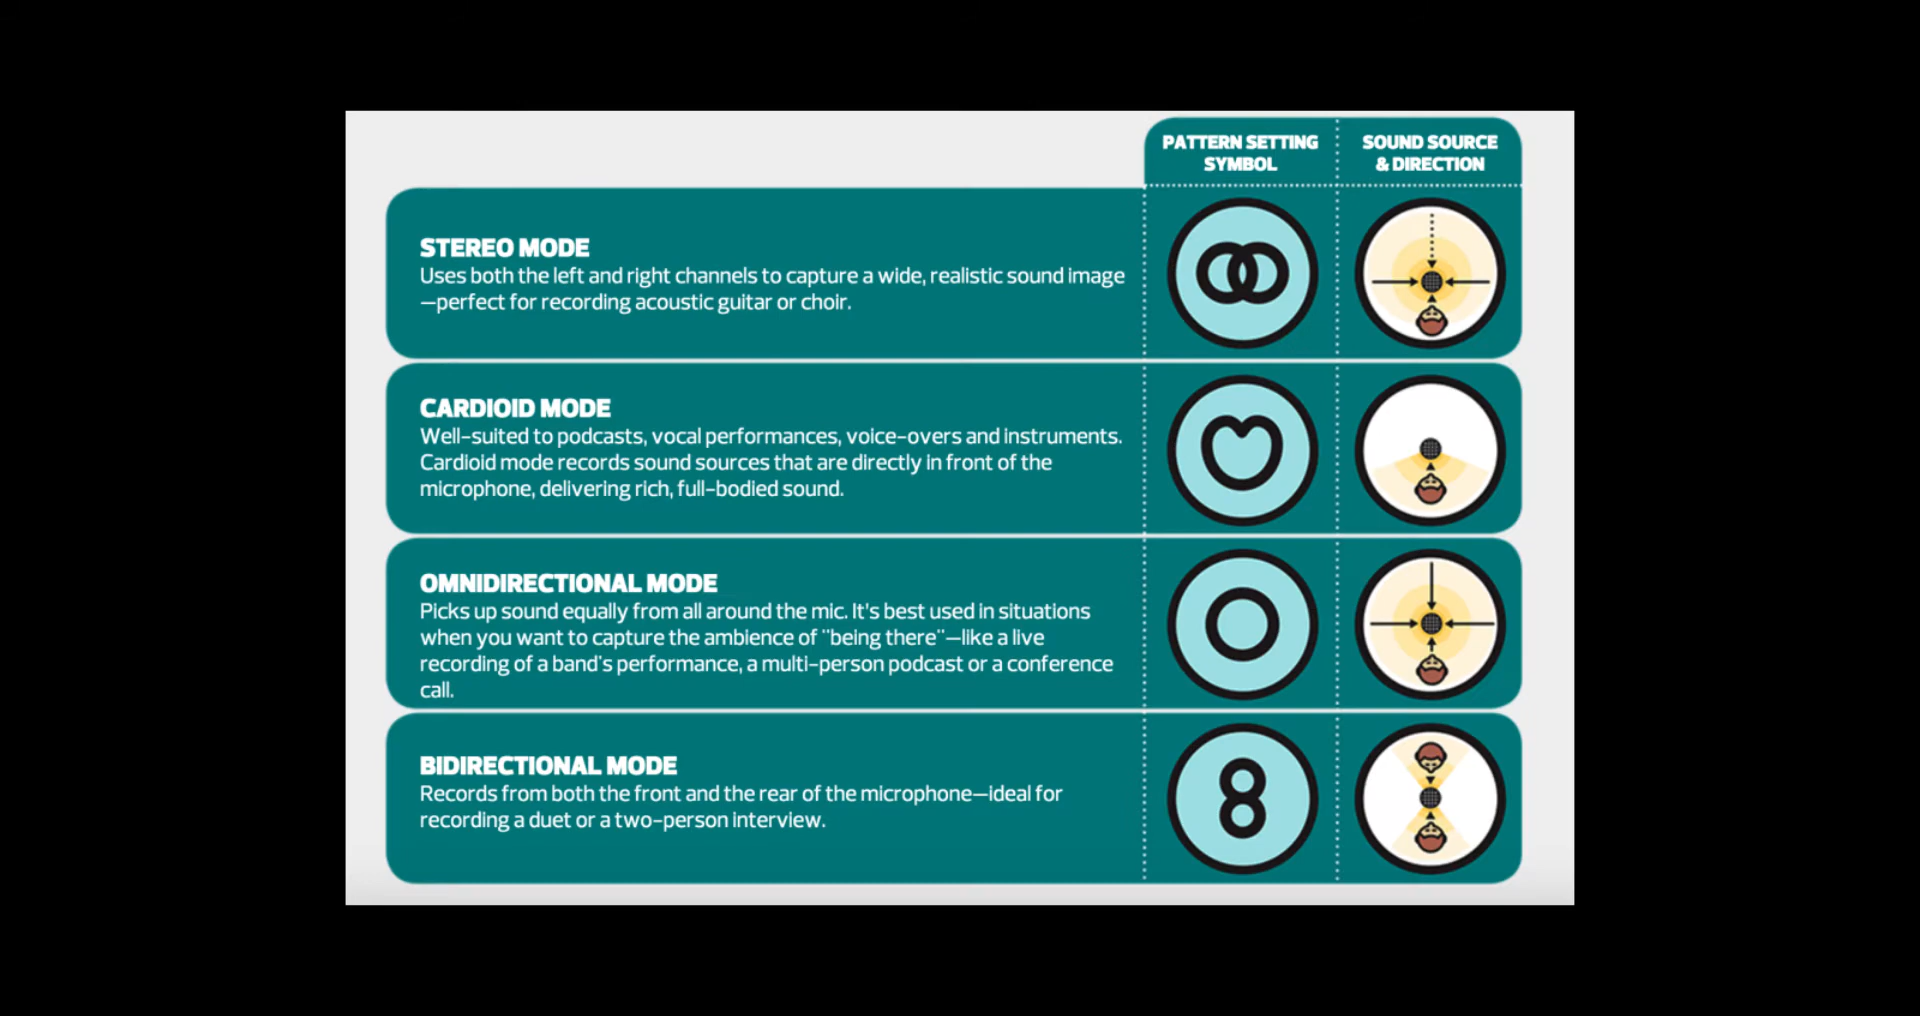 PATTERN SETTING
SYMBOL
SOUND SOURCE
& DIRECTION
STEREO MODE
Uses both the left and right channels to capture a wide, realistic sound image
—perfect for recording acoustic guitar or choir.
CARDIOID MODE
Well-suited to podcasts, vocal performances, voice-overs and instruments.
Cardioid mode records sound sources that are directly in front of the
microphone, delivering rich, full-bodied sound.
OMNIDIRECTIONAL MODE
Picks up sound equally from all around the mic. It's best used in situations
when you want to capture the ambience of "being there"—like a live
recording of a band's performance, a multi-person podcast or a conference
call.
BIDIRECTIONAL MODE
Records from both the front and the rear of the microphone—ideal for
recording a duet or a two-person interview.